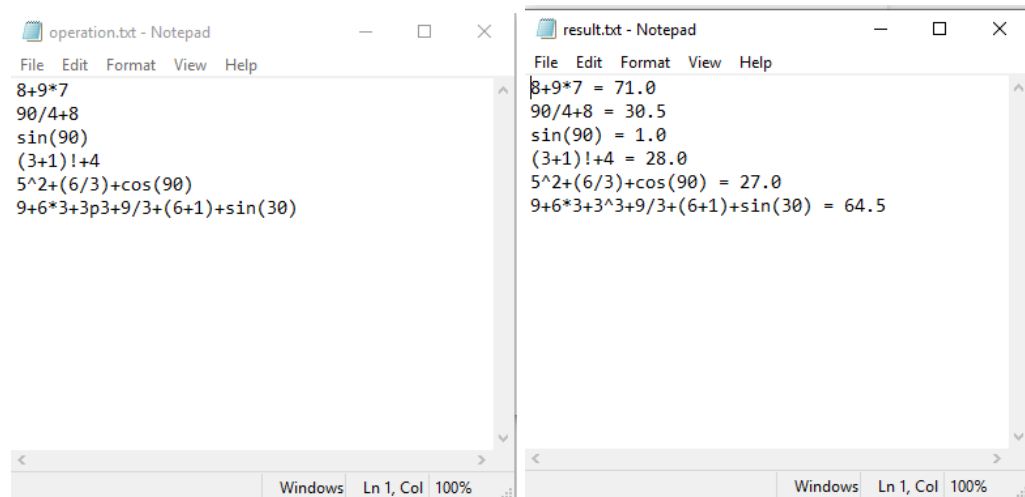 operation.txt - Notepad
File Edit Format View Help
8+9*7
90/4+8
sin(90)
(3+1)!+4
5^2+(6/3)+cos(90)
9+6*3+3p3+9/3+(6+1)+sin(30)
Windows Ln 1, Col 100%
result.txt - Notepad
File Edit Format View Help
8+9*7 = 71.0
90/4+8 = 30.5
sin(90) = 1.0
(3+1)!+4 = 28.0
5^2+(6/3)+cos(90) = 27.0
9+6*3+3^3+9/3+(6+1)+sin(30) = 64.5
Windows Ln 1, Col 100%